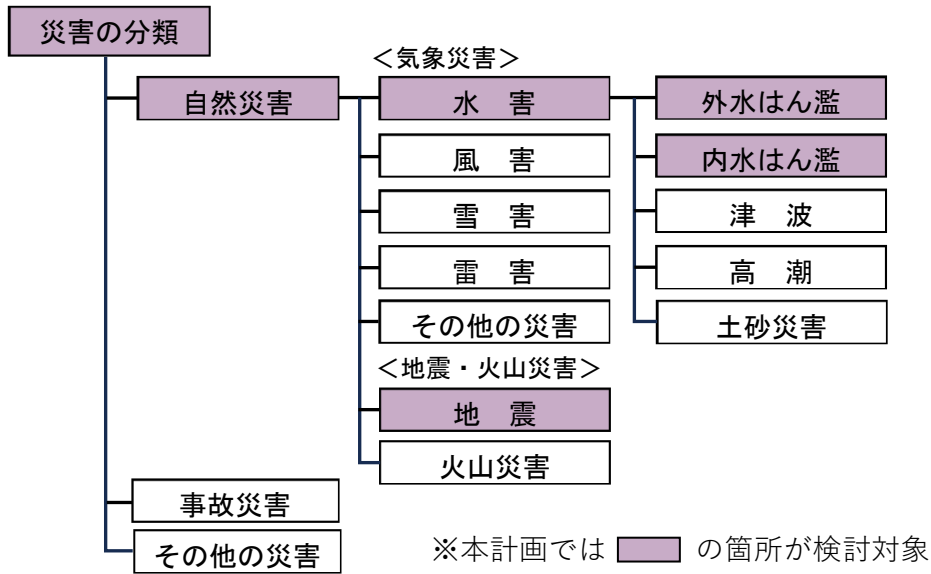 災害の分類
＜気象災害＞
自然災害
水　害
外水はん濫
風　害
内水はん濫
雪　害
津　波
雷　害
高　潮
その他の災害
土砂災害
＜地震・火山災害＞
地　震
火山災害
事故災害
その他の災害
※本計画では の箇所が検討対象